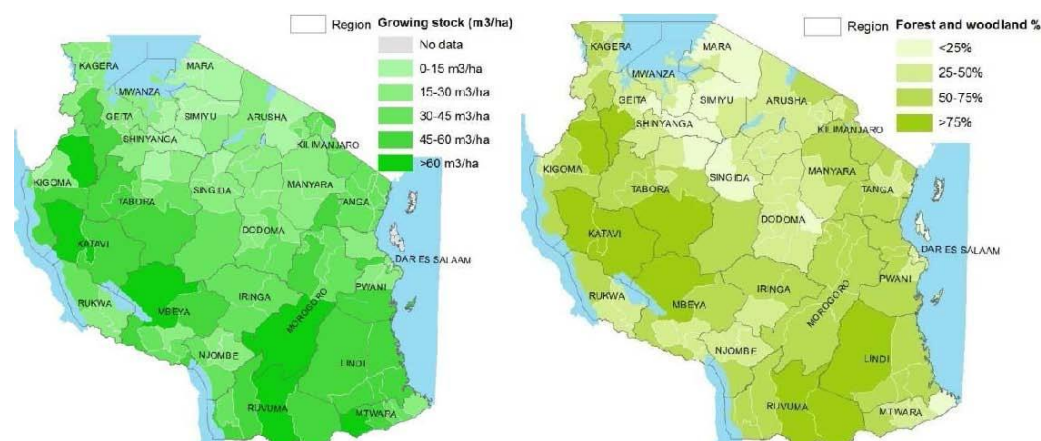 Region
Growing stock (m3/ha)
No data
0-15 m3/ha
15-30 m3/ha
30-45 m3/ha
45-60 m3/ha
>60 m3/ha
KAGERA
MARA
MWANZA
GEITA
SIMIYU
ARUSHA
SHINYANGA
KILIMANJARO
KIGOMA
TABORA
SINGIDA
MANYARA
TANGA
DODOMA
KATAVI
DAR ES SALAAM
PWANI
RUKWA
IRINGA
MBEYA
MOROGORO
NJOMBE
LINDI
RUVUMA
MTWARA
Region
Forest and woodland %
<25%
25-50%
50-75%
>75%
KAGERA
MARA
MWANZA
GEITA
SIMIYU
ARUSHA
SHINYANGA
KILIMANJARO
KIGOMA
TABORA
SINGIDA
MANYARA
TANGA
DODOMA
KATAVI
DAR ES SALAAM
PWANI
RUKWA
IRINGA
MBEYA
MOROGORO
NJOMBE
LINDI
RUVUMA
MTWARA